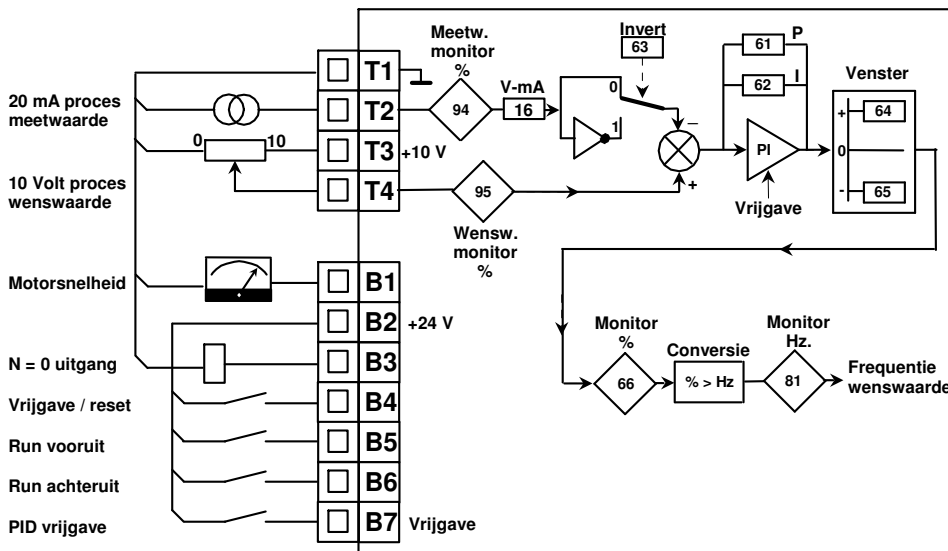 20 mA proces
meetwaarde
0
10
10 Volt proces
wenswaarde
Motorsnelheid
N = 0 uitgang
Vrijgave / reset
Run vooruit
Run achteruit
PID vrijgave
T1
T2
T3
+10 V
T4
B1
B2
+24 V
B3
B4
B5
B6
B7
Vrijgave
Meetw.
monitor
%
94
V-mA
16
Invert
63
0
1
95
Wensw.
monitor
%
–
+
61
P
62
I
PI
Vrijgave
Venster
+
64
0
-
65
Monitor
%
66
Conversie
% > Hz
Monitor
Hz.
81
Frequentie
wenswaarde